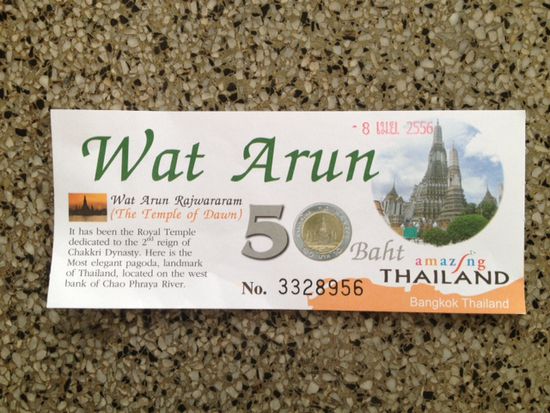 - 8 เม.ย. 2556
Wat Arun
Wat Arun Rajwararam
(The Temple of Dawn)
It has been the Royal Temple
dedicated to the 2nd reign of
Chakkri Dynasty. Here is the
Most elegant pagoda, landmark
of Thailand, located on the west
bank of Chao Phraya River.
50 Baht
No. 3328956
amazing
THAILAND
Bangkok Thailand